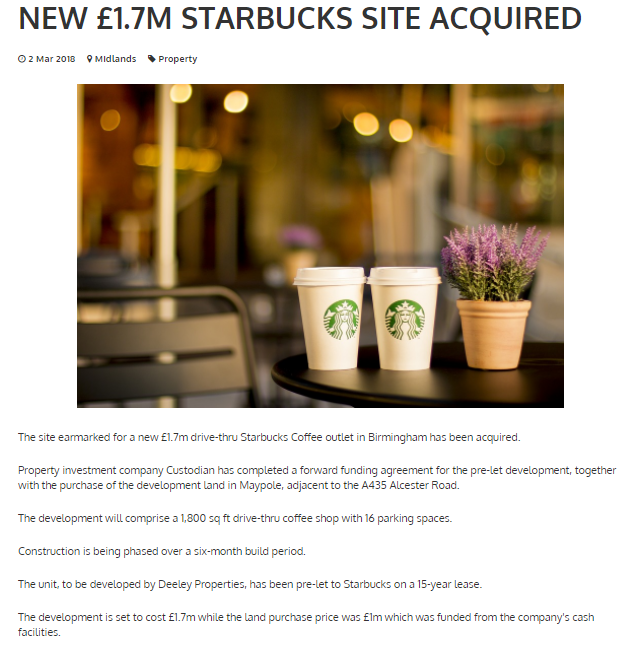 NEW £1.7M STARBUCKS SITE ACQUIRED
2 Mar 2018 MIdlands Property
The site earmarked for a new £1.7m drive-thru Starbucks Coffee outlet in Birmingham has been acquired.
Property investment company Custodian has completed a forward funding agreement for the pre-let development, together
with the purchase of the development land in Maypole, adjacent to the A435 Alcester Road.
The development will comprise a 1,800 sq ft drive-thru coffee shop with 16 parking spaces.
Construction is being phased over a six-month build period.
The unit, to be developed by Deeley Properties, has been pre-let to Starbucks on a 15-year lease.
The development is set to cost £1.7m while the land purchase price was £1m which was funded from the company's cash
facilities.